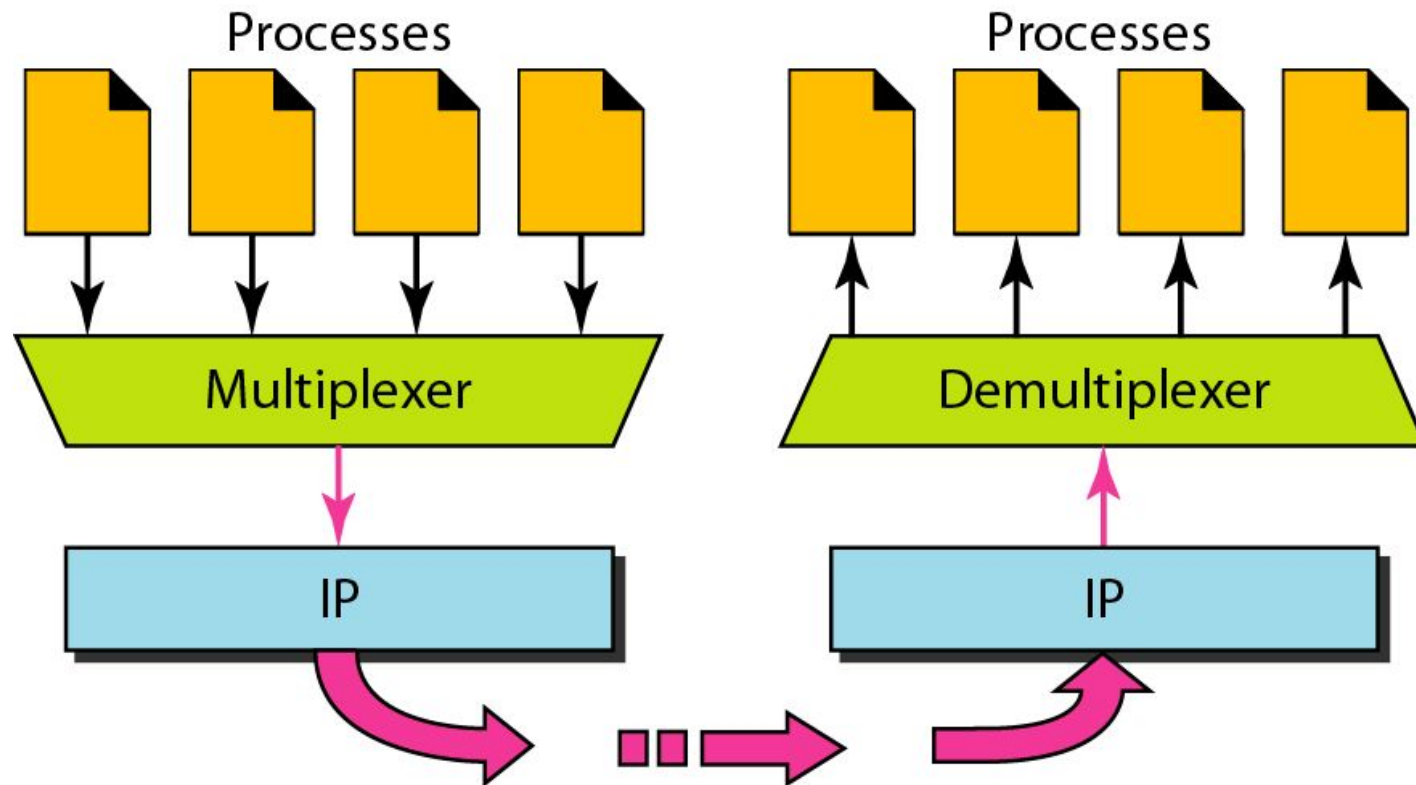 Processes
Processes
Multiplexer
Demultiplexer
IP
IP